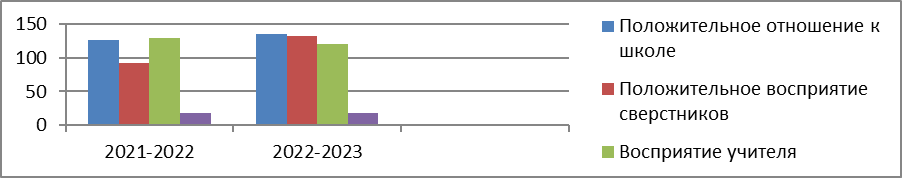 150
100
50
0
2021-2022
2022-2023
Положительное отношение к
школе
Положительное восприятие
сверстников
Восприятие учителя